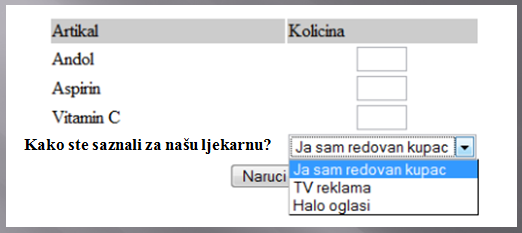 Artikal Kolicina
Andol
Aspirin
Vitamin C
Kako ste saznali za našu ljekarnu? Ja sam redovan kupac
Ja sam redovan kupac
Naruci TV reklama
Halo oglasi